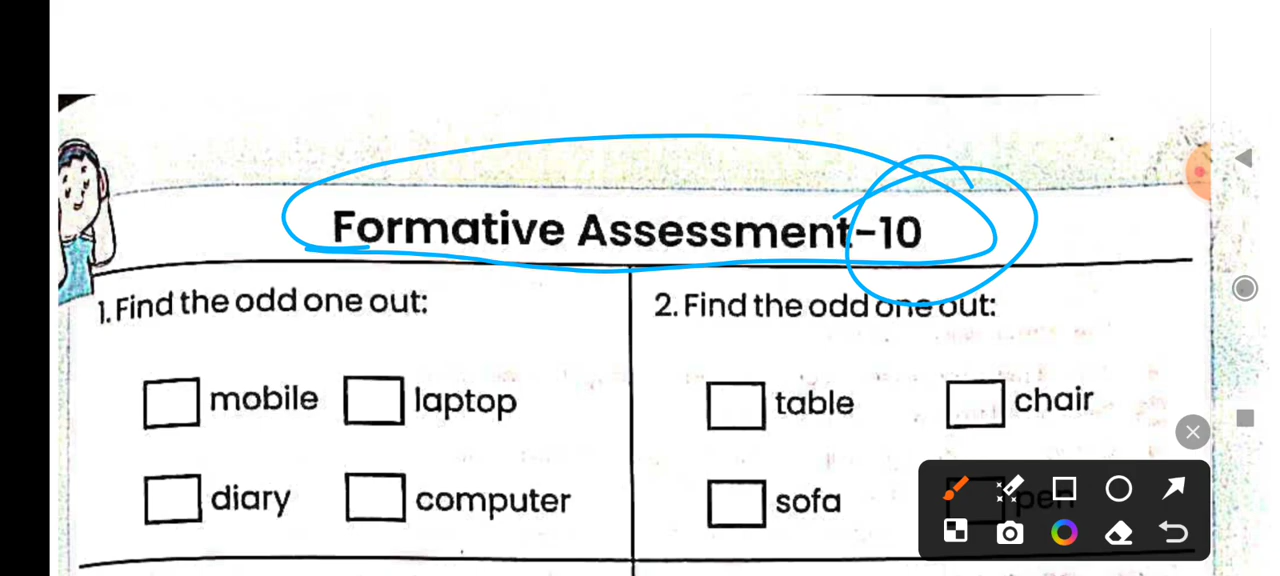 Formative Assessment-10
1. Find the odd one out:
mobile laptop
diary computer
2. Find the odd one out:
table chair
sofa pen